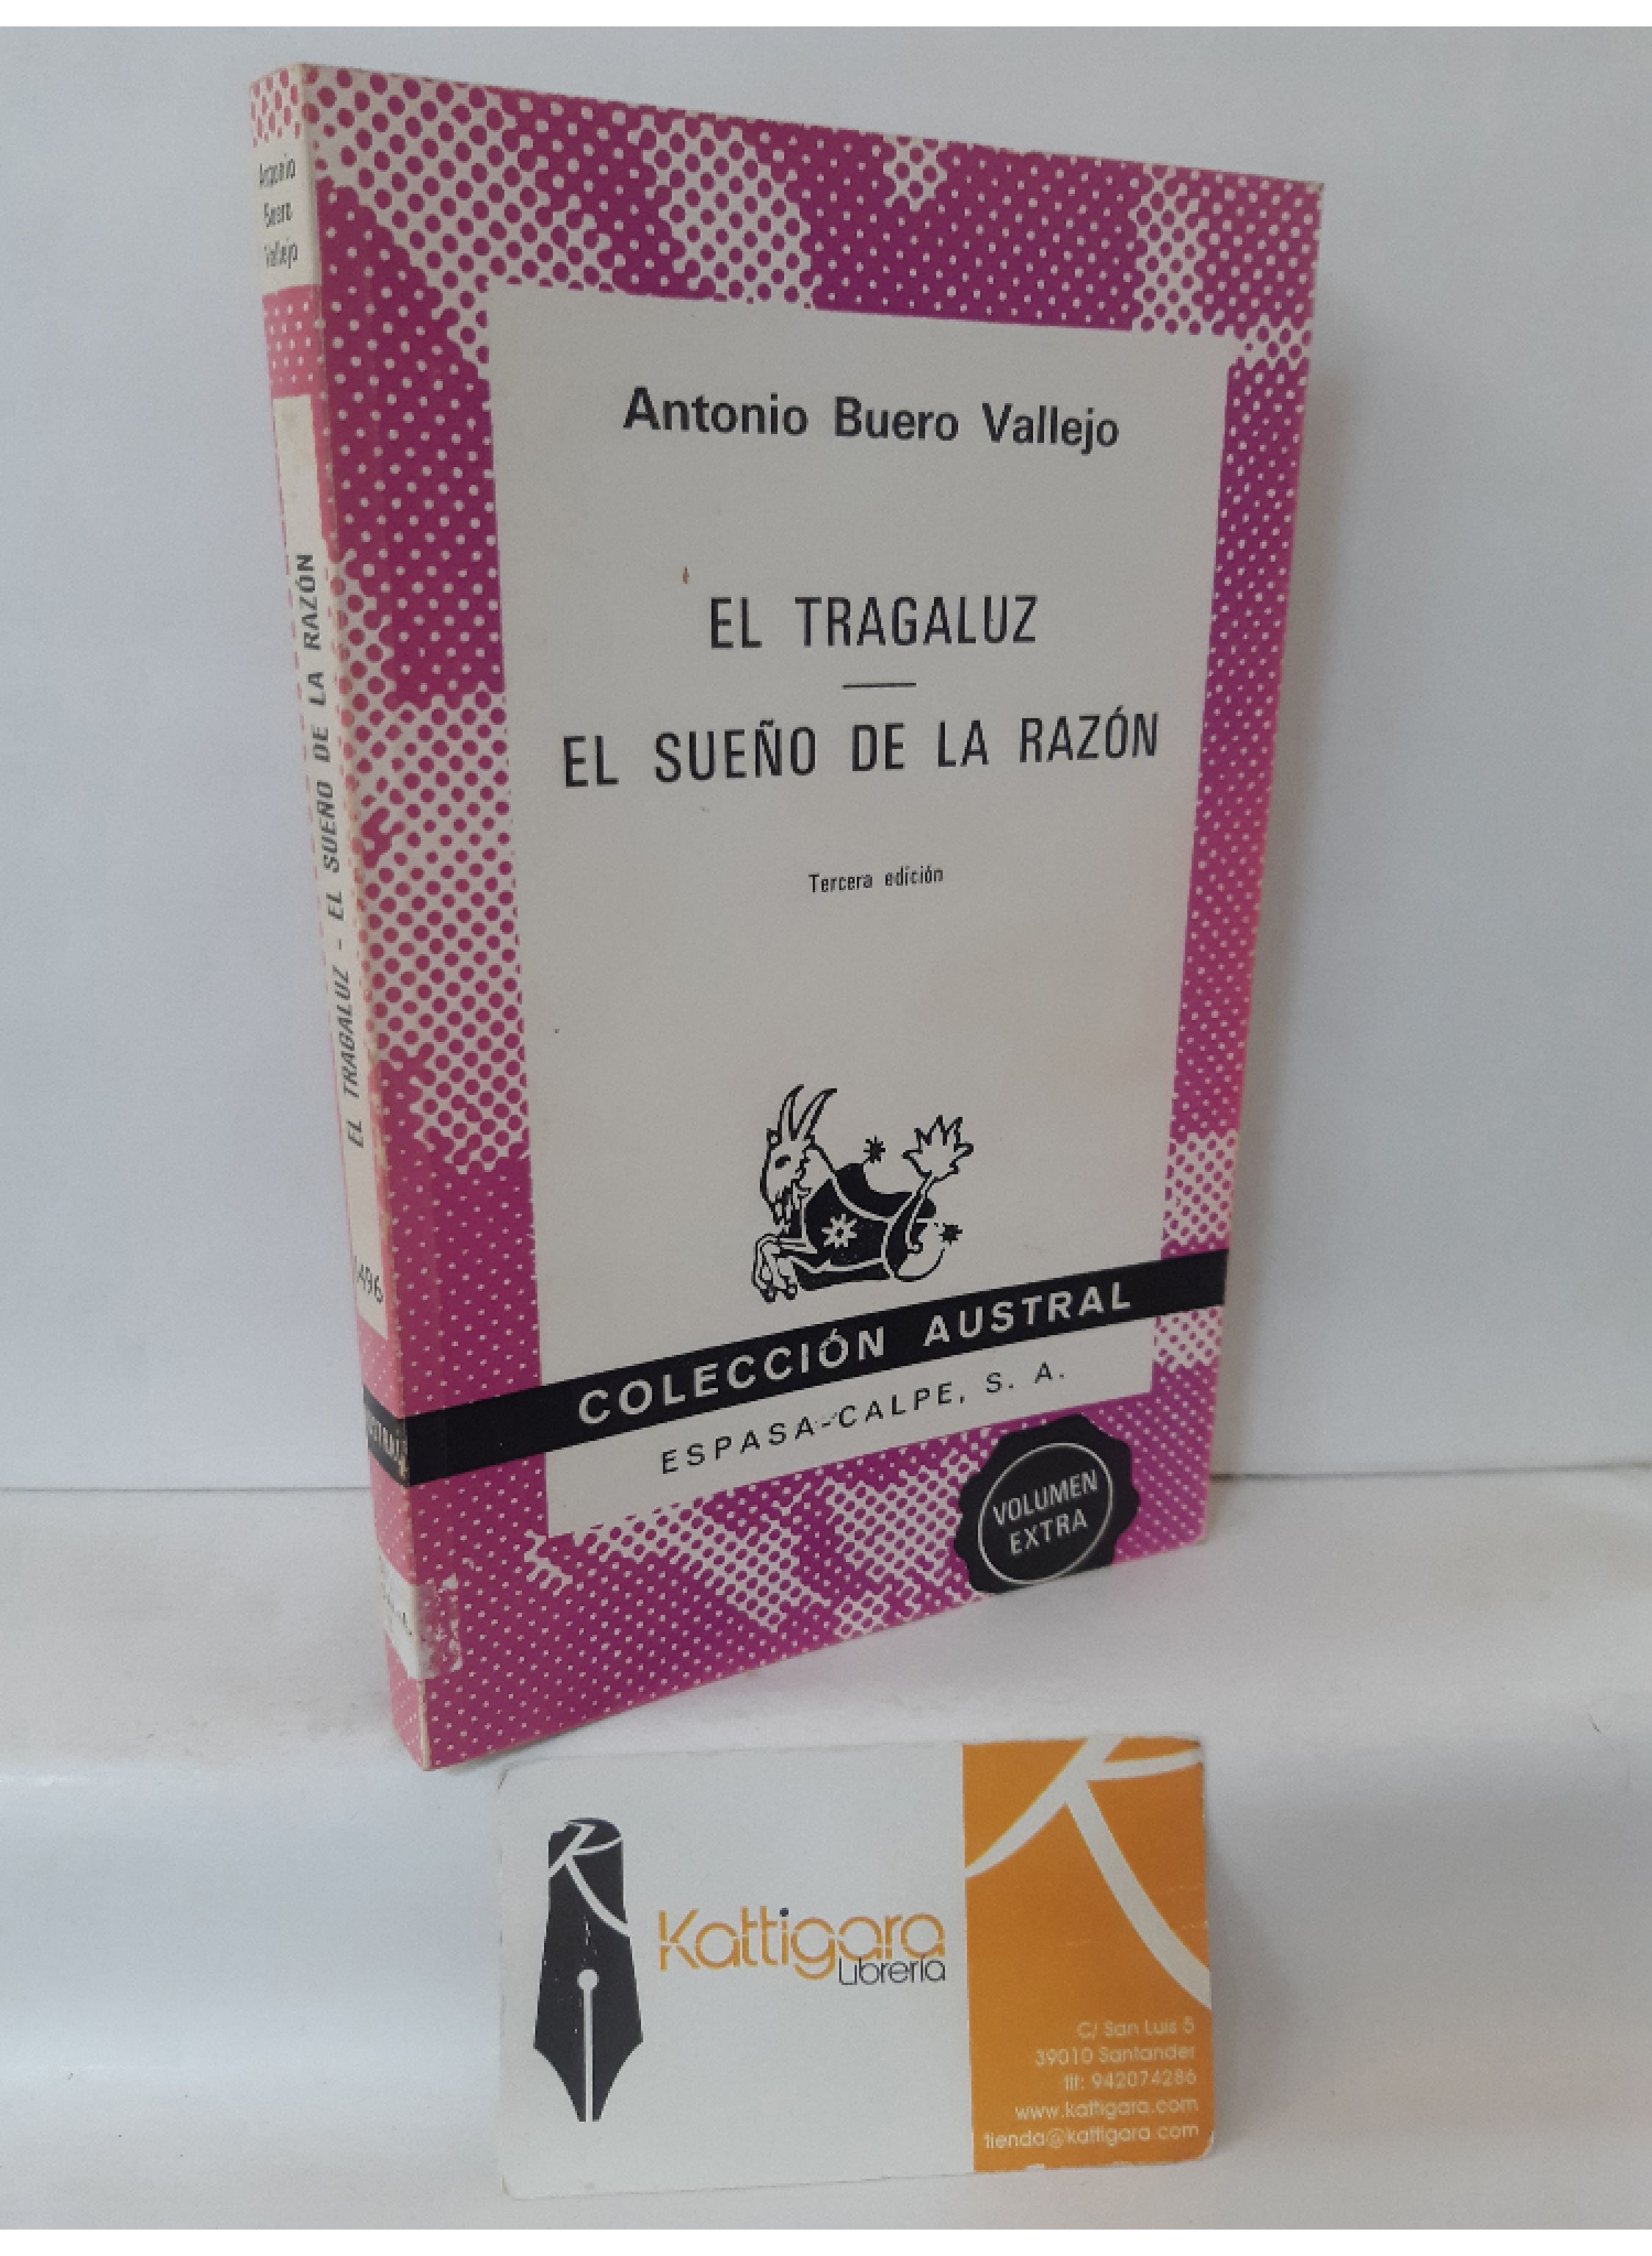 Antonio
Buero
Vallejo
EL TRAGALUZ - EL SUEÑO DE LA RAZÓN
1496
AUSTRAL
Antonio Buero Vallejo
EL TRAGALUZ
EL SUEÑO DE LA RAZÓN
Tercera edición
COLECCIÓN AUSTRAL
ESPASA-CALPE, S. A.
VOLUMEN
EXTRA
Kattigara
Librería
C/ San Luis 5
39010 Santander
tlf: 942074286
www.kattigara.com
tienda@kattigara.com